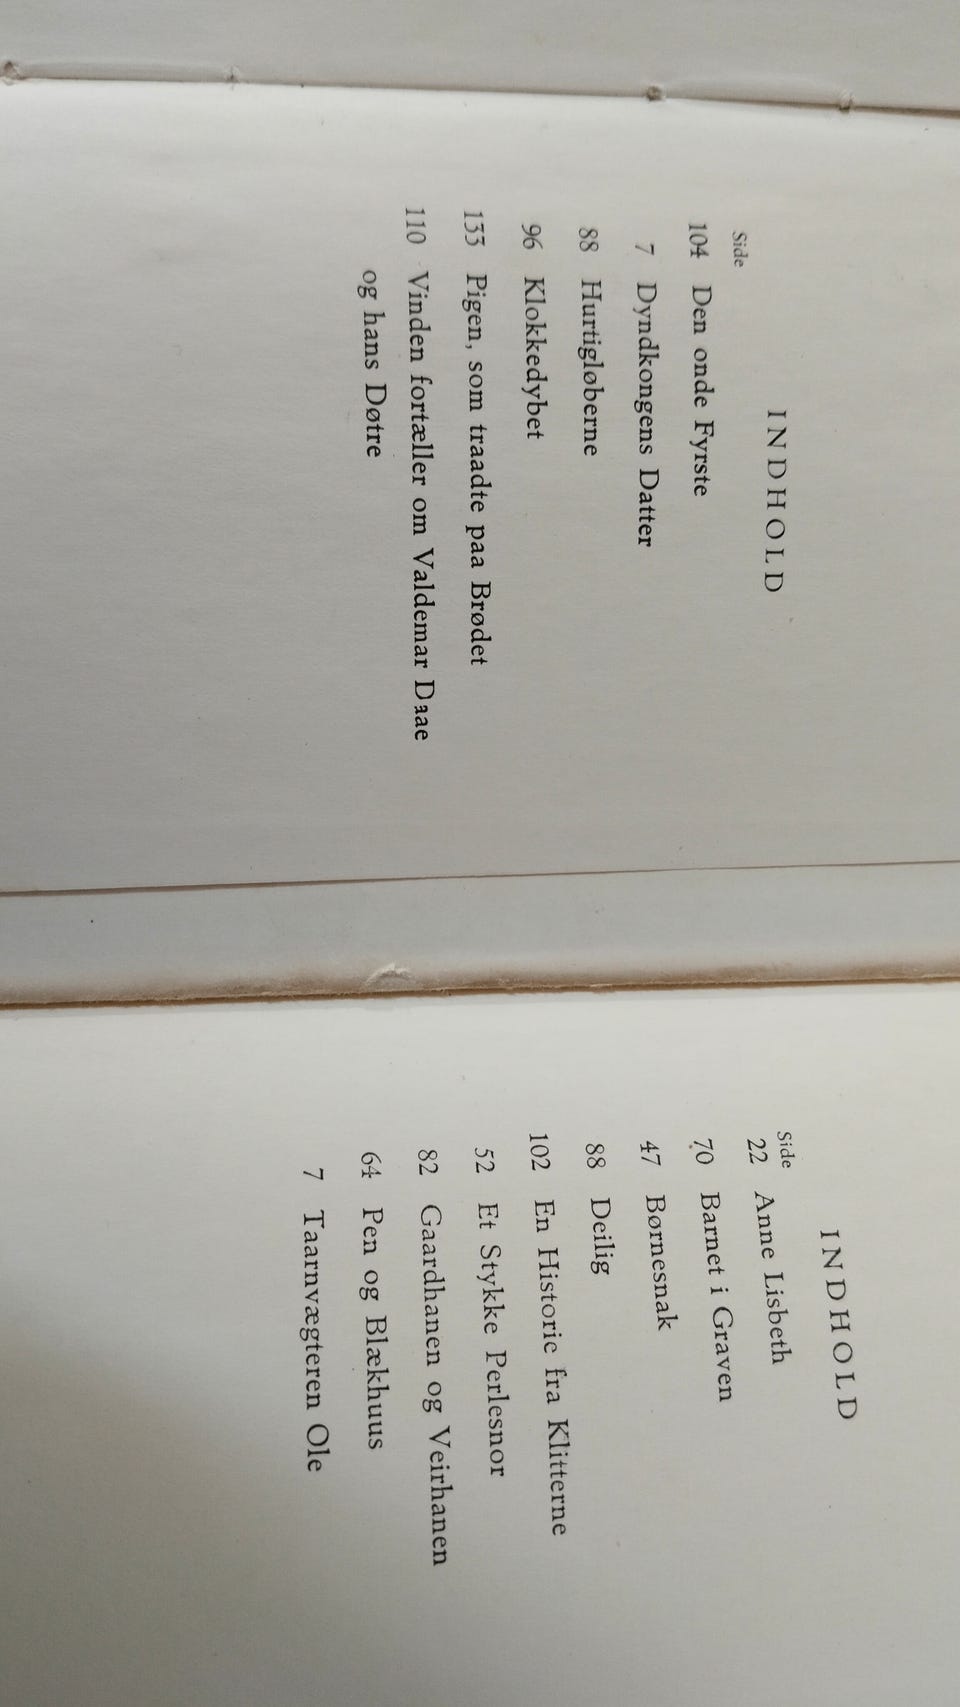 INDHOLD
Side
104 Den onde Fyrste
7 Dyndkongens Datter
88 Hurtigløberne
96 Klokkedybet
133 Pigen, som traadte paa Brødet
110 Vinden fortæller om Valdemar Daae
og hans Døtre
INDHOLD
Side
22 Anne Lisbeth
70 Barnet i Graven
47 Børnesnak
88 Deilig
102 En Historie fra Klitterne
52 Et Stykke Perlesnor
82 Gaardhanen og Veirhanen
64 Pen og Blækhuus
7 Taarnvægteren Ole